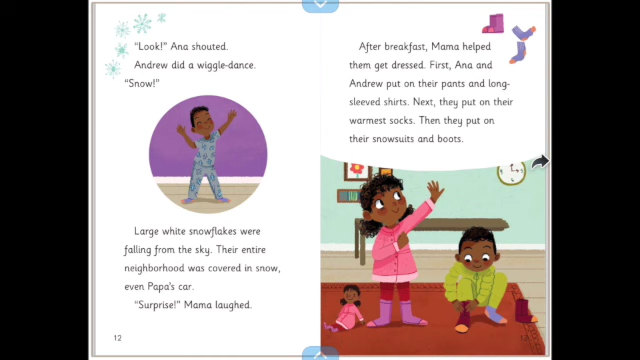 “Look!” Ana shouted.
Andrew did a wiggle-dance.
“Snow!”
Large white snowflakes were
falling from the sky. Their entire
neighborhood was covered in snow,
even Papa’s car.
“Surprise!” Mama laughed.
12
After breakfast, Mama helped
them get dressed. First, Ana and
Andrew put on their pants and long-
sleeved shirts. Next, they put on their
warmest socks. Then they put on
their snowsuits and boots.